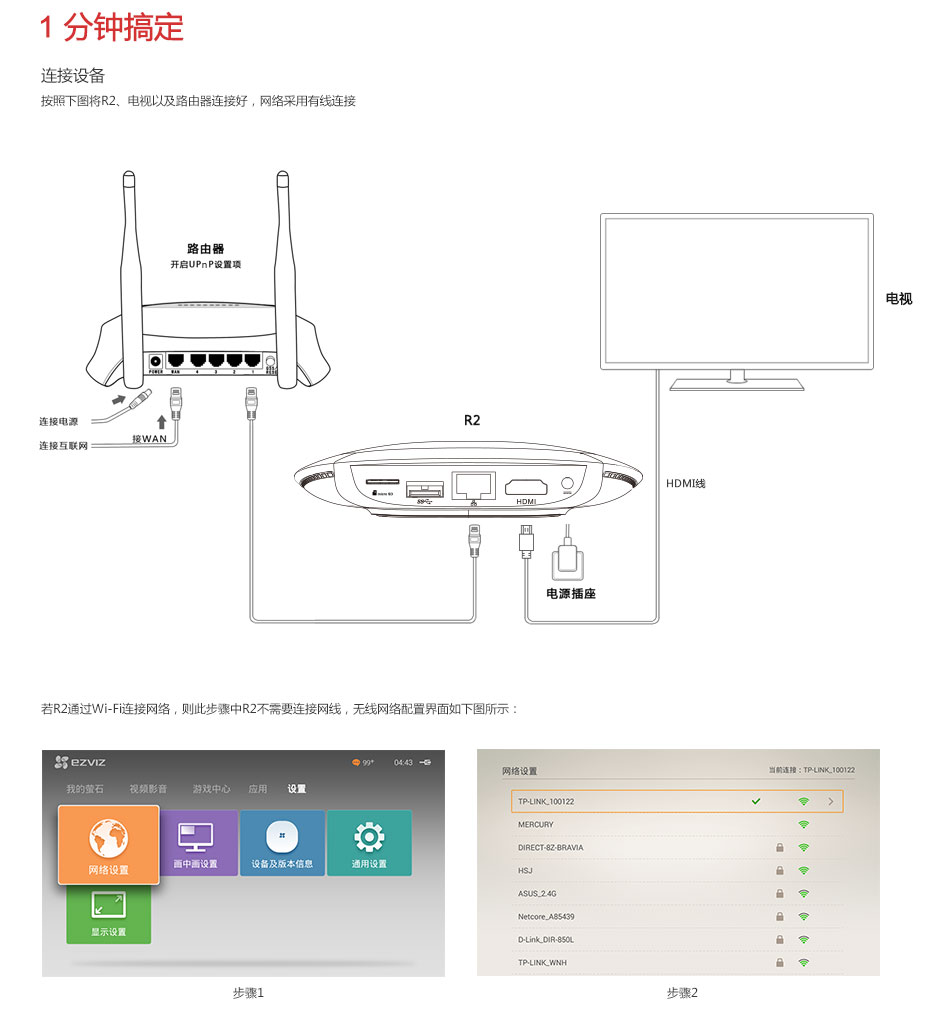 1 分钟搞定
连接设备
按照下图将R2、电视以及路由器连接好，网络采用有线连接
路由器
开启UPnP设置项
电视
POWER WAN 4 3 2 1
连接电源
接WAN
连接互联网
R2
HDMI线
micro SD
HDMI
电源插座
若R2通过Wi-Fi连接网络，则此步骤中R2不需要连接网线，无线网络配置界面如下图所示：
ezviz
99+
04:43
我的萤石 视频影音 游戏中心 应用 设置
网络设置
画中画设置
设备及版本信息
通用设置
显示设置
步骤1
网络设置
当前连接：TP-LINK_100122
TP-LINK_100122
MERCURY
DIRECT-8Z-BRAVIA
HSJ
ASUS_2.4G
Netcore_A85439
D-Link_DIR-850L
TP-LINK_WNH
步骤2